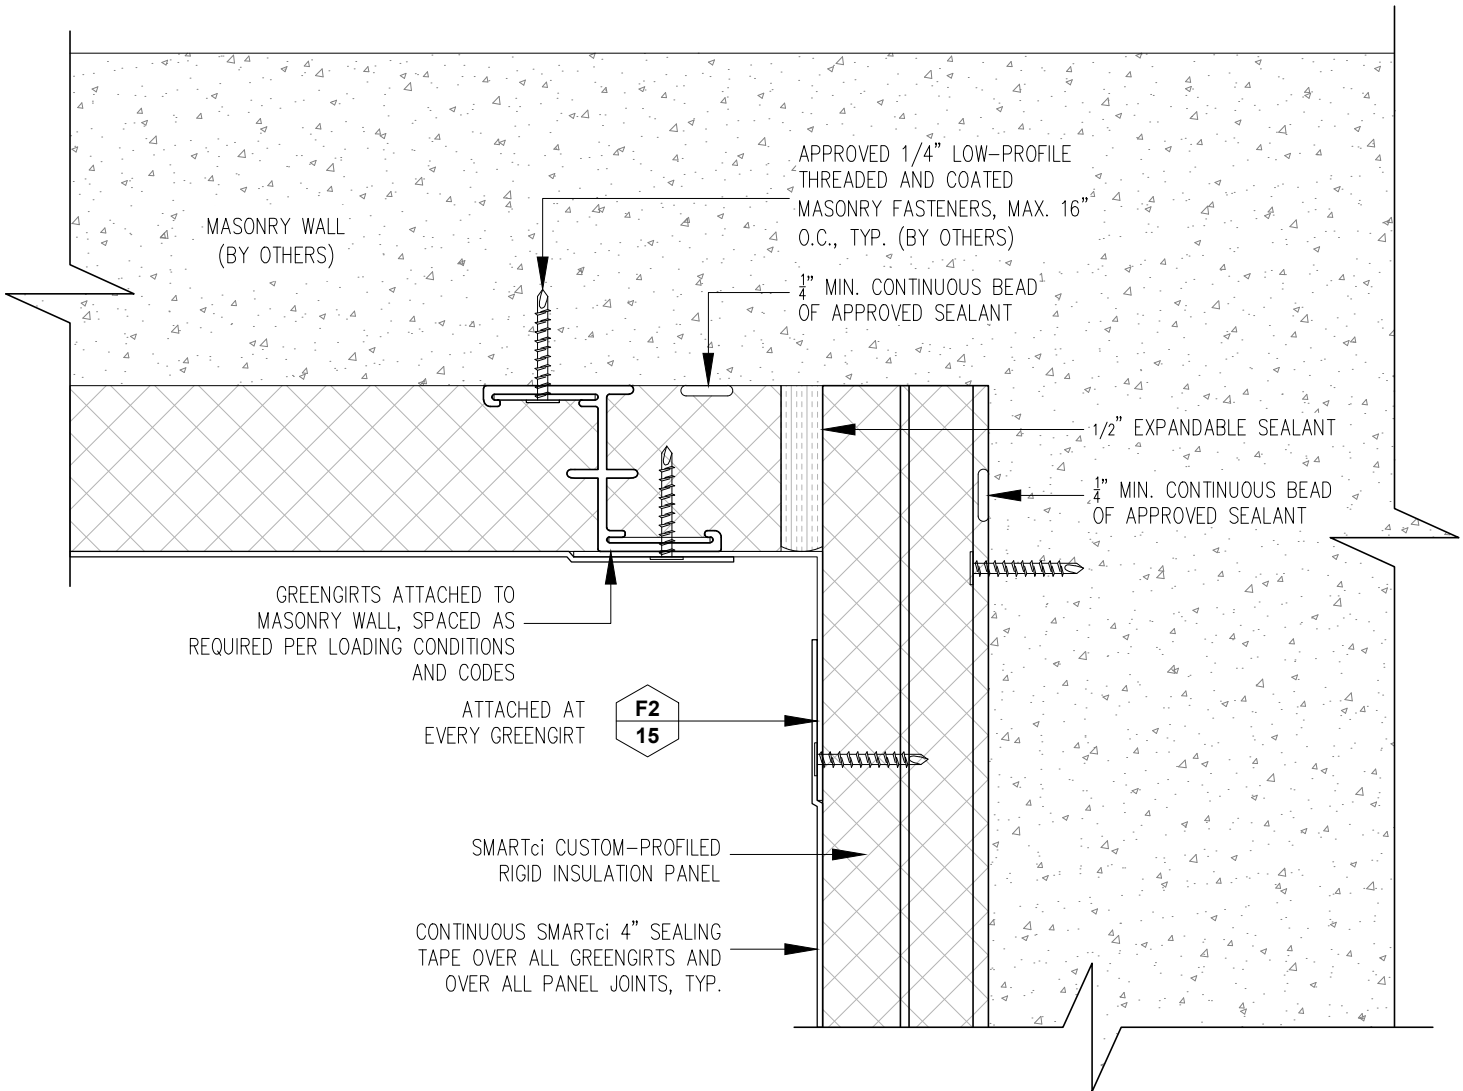 APPROVED 1/4” LOW-PROFILE
THREADED AND COATED
MASONRY FASTENERS, MAX. 16”
O.C., TYP. (BY OTHERS)
MASONRY WALL
(BY OTHERS)
1/4” MIN. CONTINUOUS BEAD
OF APPROVED SEALANT
1/2” EXPANDABLE SEALANT
1/4” MIN. CONTINUOUS BEAD
OF APPROVED SEALANT
GREENGIRTS ATTACHED TO
MASONRY WALL, SPACED AS
REQUIRED PER LOADING CONDITIONS
AND CODES
ATTACHED AT
EVERY GREENGIRT
F2
15
SMARTci CUSTOM-PROFILED
RIGID INSULATION PANEL
CONTINUOUS SMARTci 4” SEALING
TAPE OVER ALL GREENGIRTS AND
OVER ALL PANEL JOINTS, TYP.